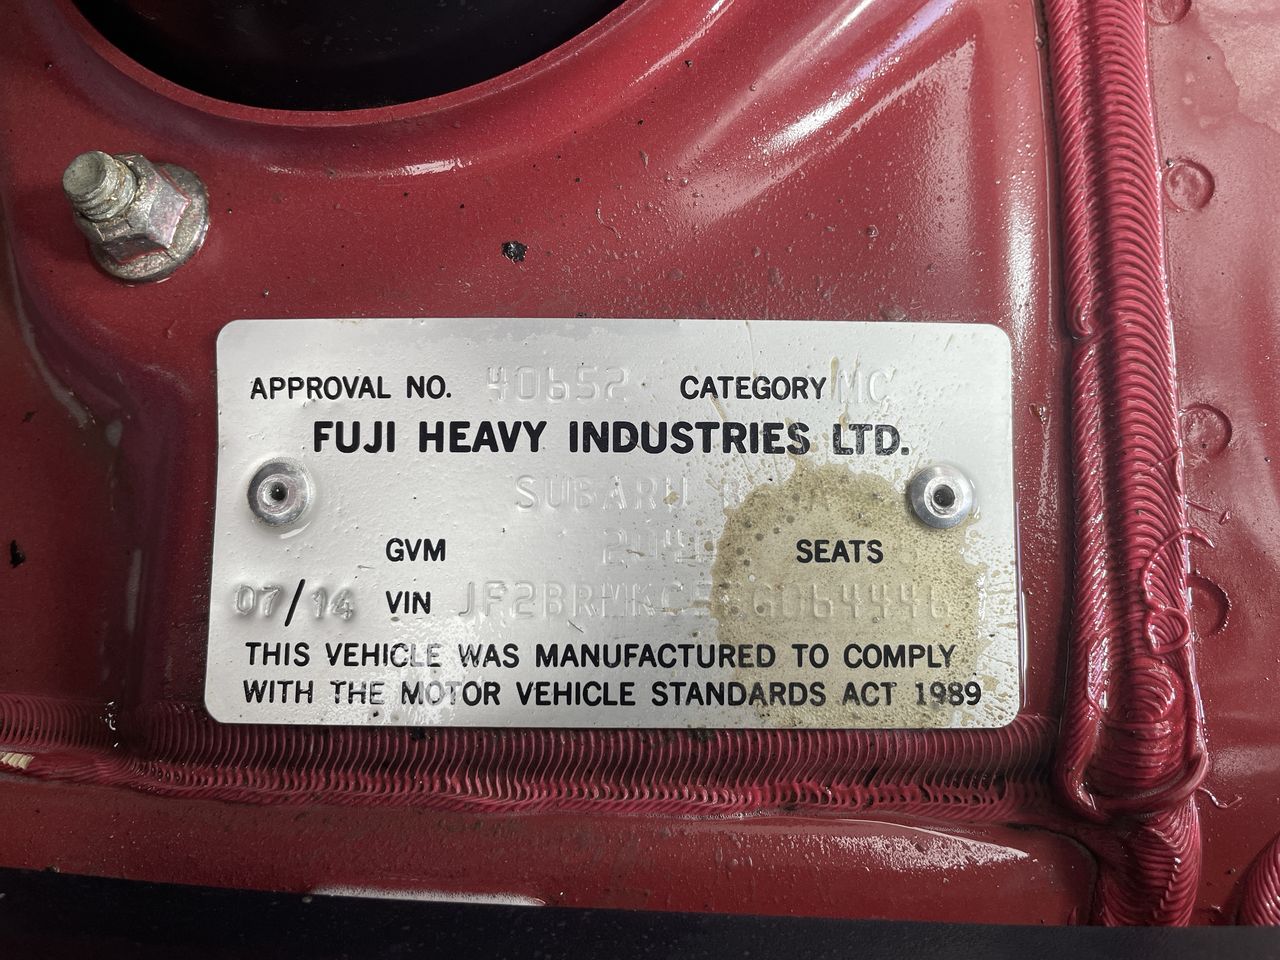 APPROVAL NO. 40652 CATEGORY MC
FUJI HEAVY INDUSTRIES LTD.
SUBARU
GVM SEATS
07/14 VIN
THIS VEHICLE WAS MANUFACTURED TO COMPLY
WITH THE MOTOR VEHICLE STANDARDS ACT 1989